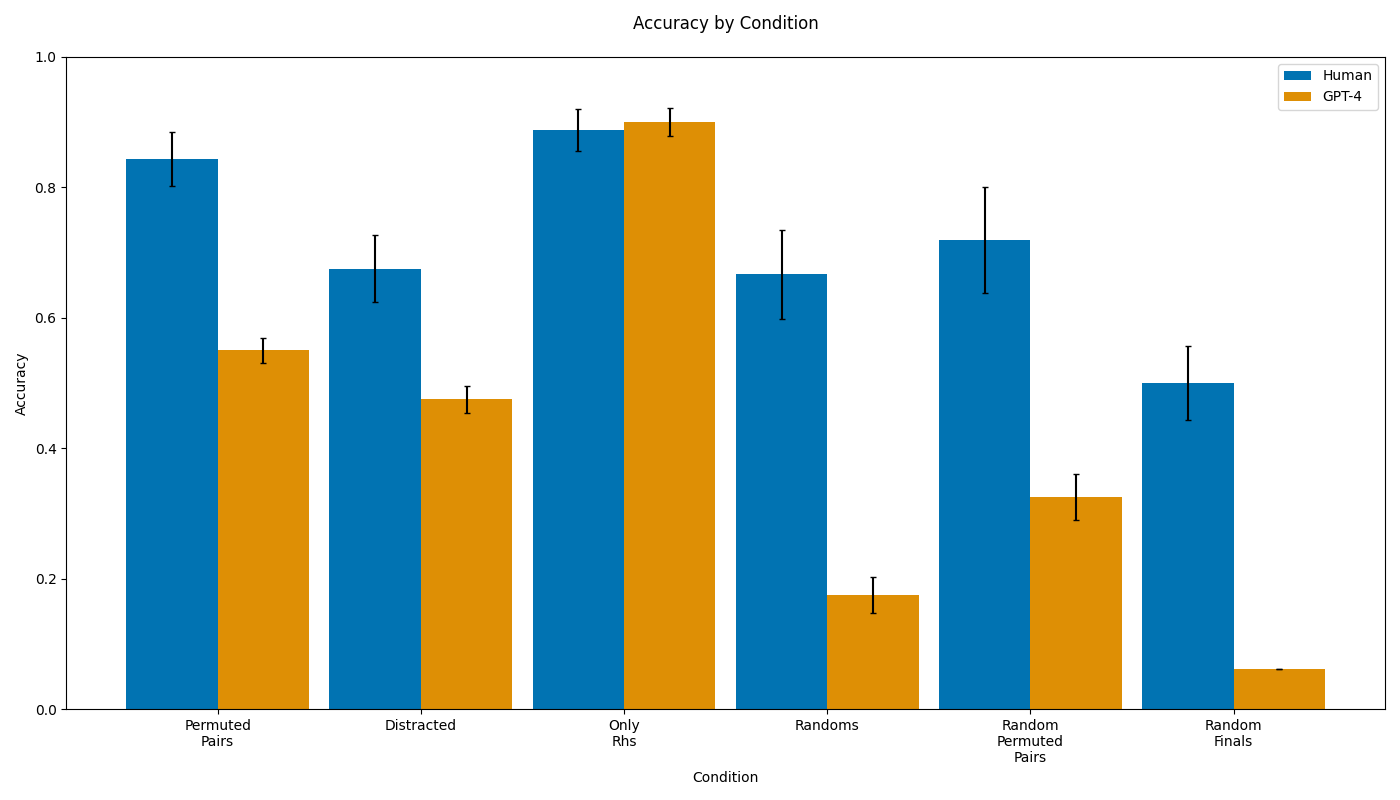 Accuracy by Condition
Human
GPT-4
Accuracy
1.0
0.8
0.6
0.4
0.2
0.0
Permuted
Pairs
Distracted
Only
Rhs
Randoms
Random
Permuted
Pairs
Random
Finals
Condition